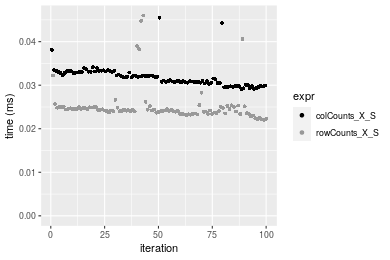 0.04
0.03
0.02
0.01
0.00
time (ms)
0
25
50
75
100
iteration
expr
colCounts_X_S
rowCounts_X_S